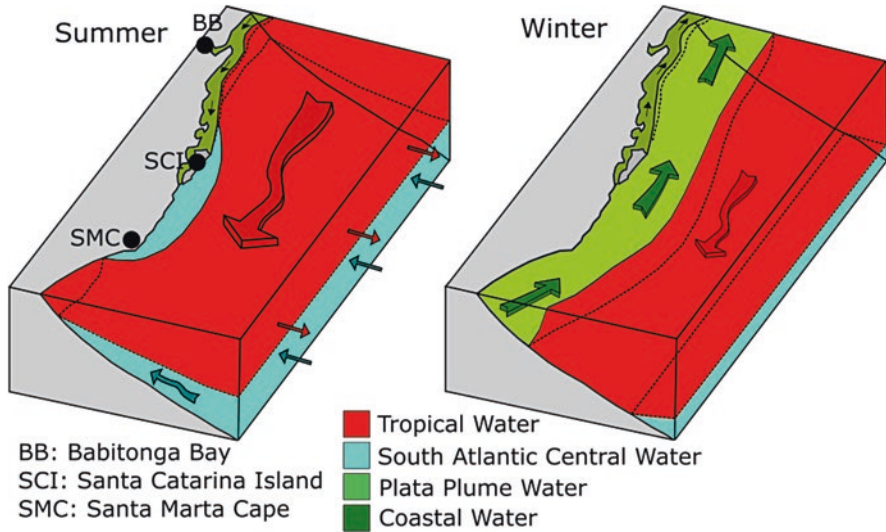 Summer
BB
SCI
SMC
Winter
BB: Babitonga Bay
SCI: Santa Catarina Island
SMC: Santa Marta Cape
Tropical Water
South Atlantic Central Water
Plata Plume Water
Coastal Water